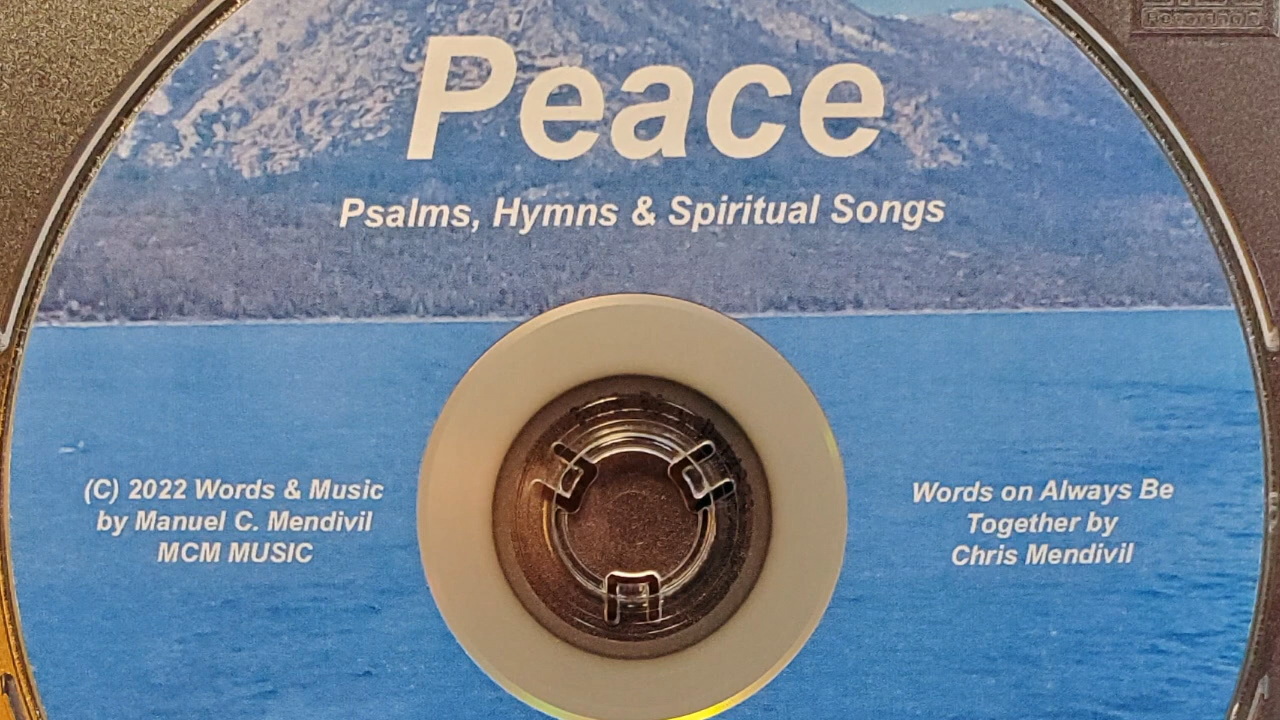 Peace
Psalms, Hymns & Spiritual Songs
(C) 2022 Words & Music
by Manuel C. Mendivil
MCM MUSIC
Words on Always Be
Together by
Chris Mendivil